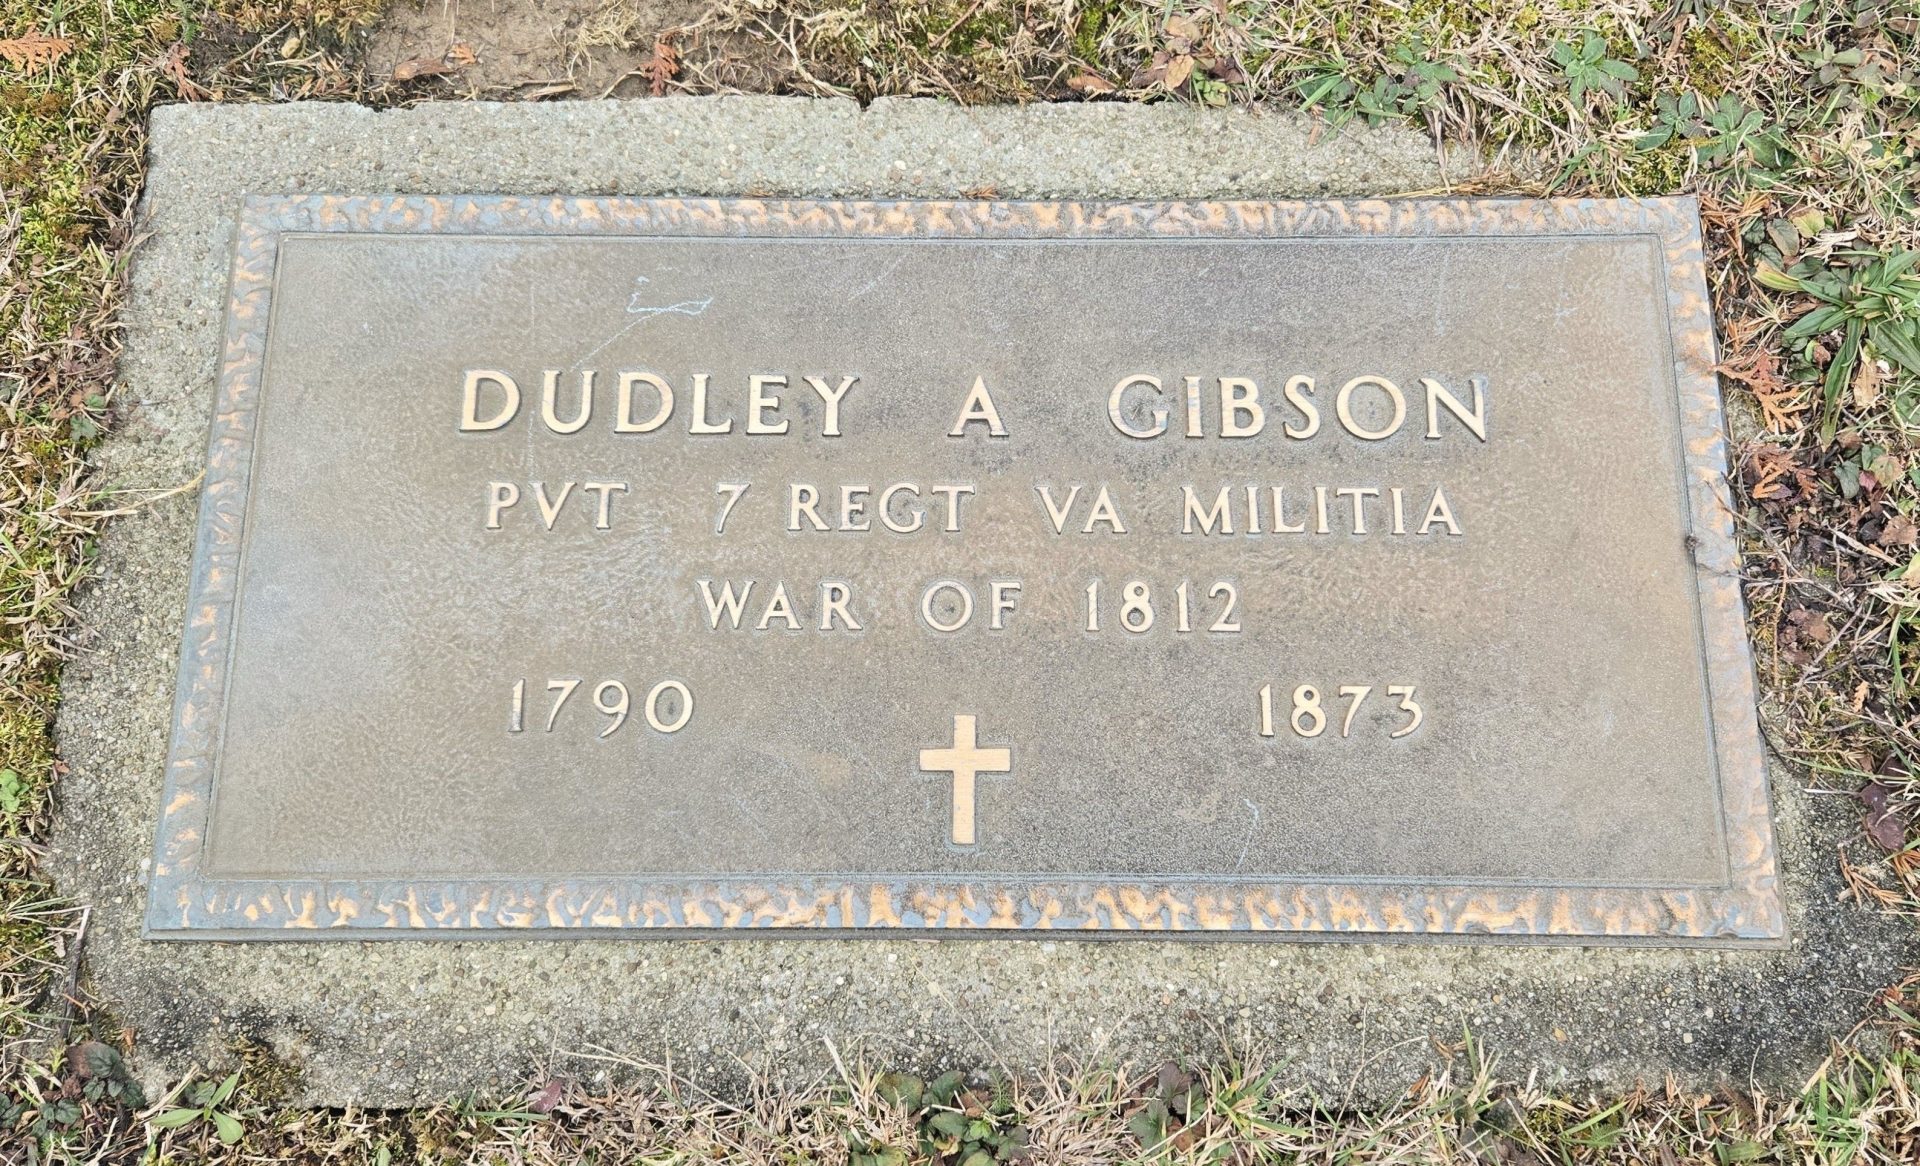 DUDLEY A GIBSON
PVT 7 REGT VA MILITIA
WAR OF 1812
1790 1873